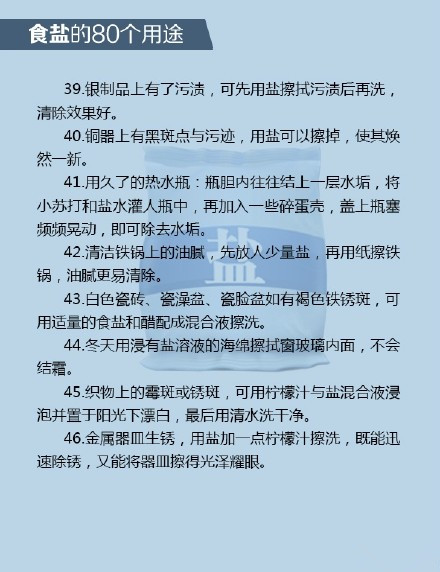 食盐的80个用途
39.银制品上有了污渍，可先用盐擦拭污渍后再洗，
清除效果好。
40.铜器上有黑斑点与污迹，用盐可以擦掉，使其焕
然一新。
41.用久了的热水瓶：瓶胆内往往结上一层水垢，将
小苏打和盐水灌人瓶中，再加入一些碎蛋壳，盖上瓶塞
频频晃动，即可除去水垢。
42.清洁铁锅上的油腻，先放人少量盐，再用纸擦铁
锅，油腻更易清除。
43.白色瓷砖、瓷澡盆、瓷脸盆如有褐色铁锈斑，可
用适量的食盐和醋配成混合液擦洗。
44.冬天用浸有盐溶液的海绵擦拭窗玻璃内面，不会
结霜。
45.织物上的霉斑或锈斑，可用柠檬汁与盐混合液浸
泡并置于阳光下漂白，最后用清水洗干净。
46.金属器皿生锈，用盐加一点柠檬汁擦洗，既能迅
速除锈，又能将器皿擦得光泽耀眼。
盐